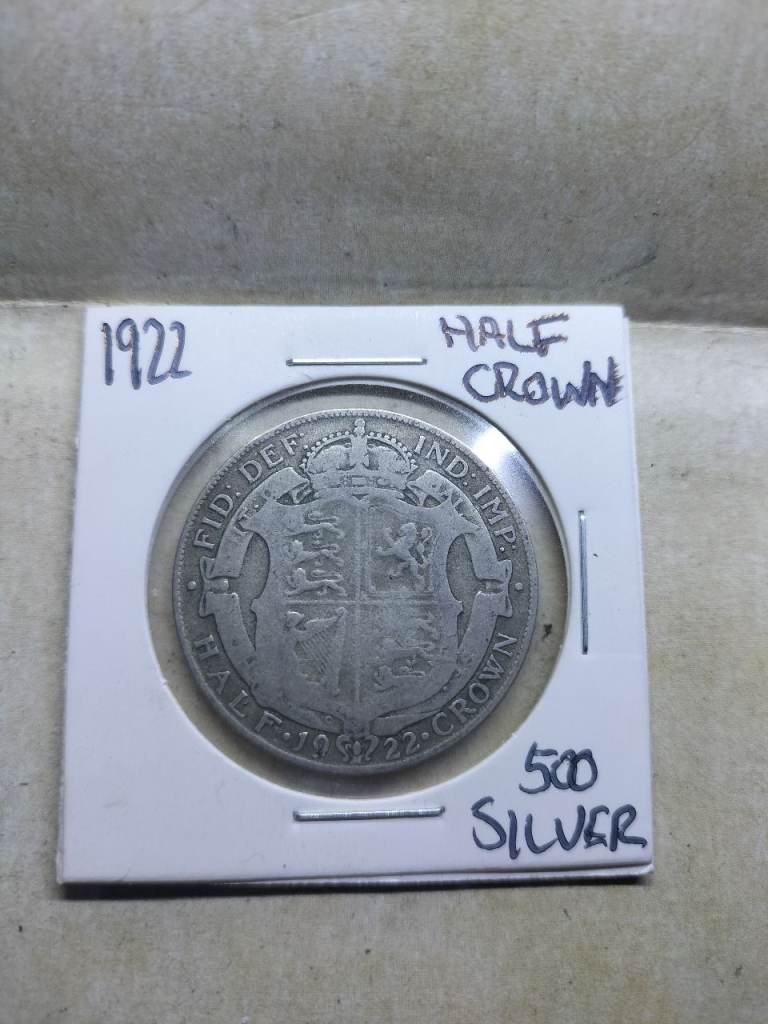 1922
HALF
CROWN
FID: DEF: IND: IMP.
HALF · 1922 · CROWN
500
SILVER